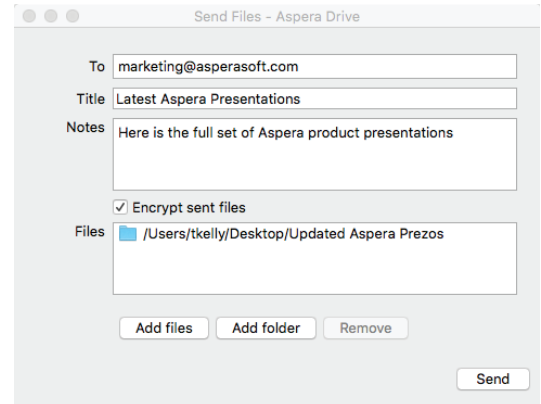 Send Files - Aspera Drive
To marketing@asperasoft.com
Title Latest Aspera Presentations
Notes Here is the full set of Aspera product presentations
Encrypt sent files
Files /Users/tkelly/Desktop/Updated Aspera Prezos
Add files Add folder Remove
Send